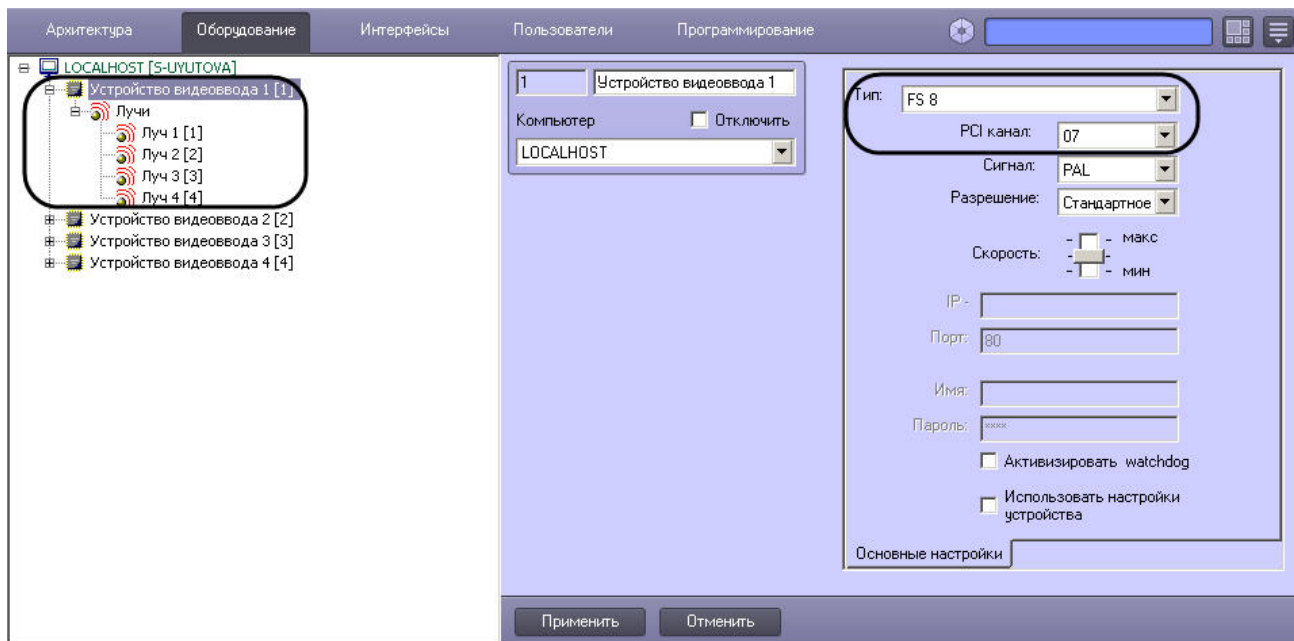 Архитектура Оборудование Интерфейсы Пользователи Программирование
LOCALHOST [S-UYUTOVA]
Устройство видеоввода 1 [1]
Лучи
Луч 1 [1]
Луч 2 [2]
Луч 3 [3]
Луч 4 [4]
Устройство видеоввода 2 [2]
Устройство видеоввода 3 [3]
Устройство видеоввода 4 [4]
1 Устройство видеоввода 1
Компьютер Отключить
LOCALHOST
Тип: FS 8
PCI канал: 07
Сигнал: PAL
Разрешение: Стандартное
Скорость:
макс
мин
IP -
Порт: 80
Имя:
Пароль: ****
Активизировать watchdog
Использовать настройки
устройства
Основные настройки
Применить Отменить